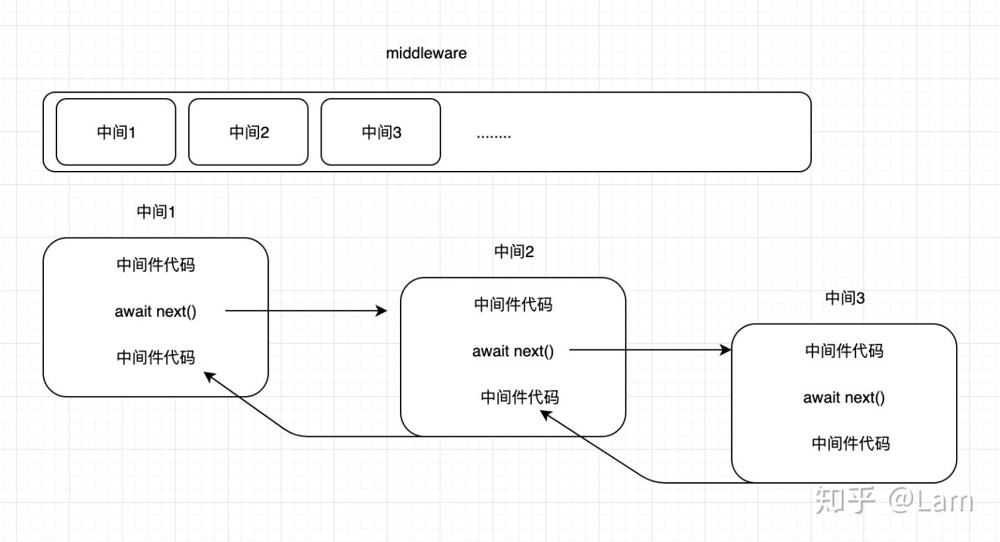 middleware
中间1
中间2
中间3
........
中间1
中间件代码
await next()
中间件代码
中间2
中间件代码
await next()
中间件代码
中间3
中间件代码
await next()
中间件代码
知乎 @Lam